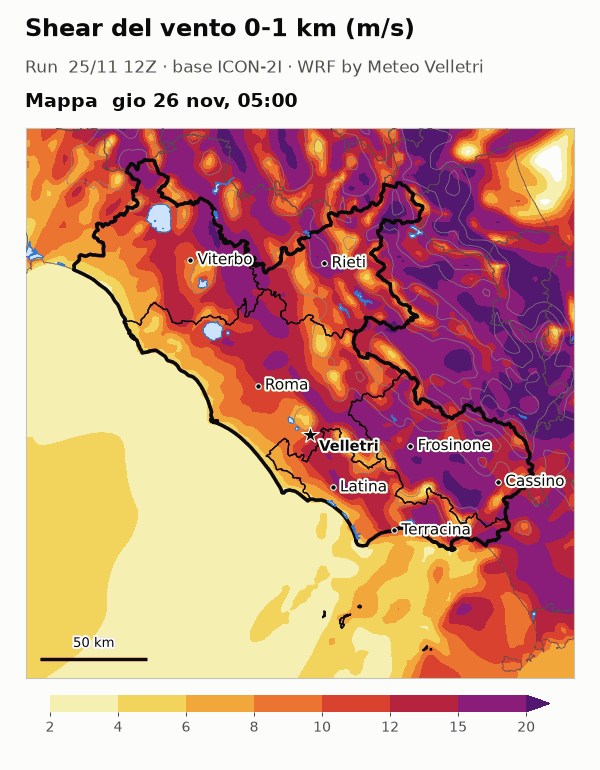 Shear del vento 0-1 km (m/s)
Run  25/11 12Z · base ICON-2I · WRF by Meteo Velletri
Mappa  gio 26 nov, 05:00
Viterbo
Rieti
Roma
Velletri
Frosinone
Latina
Cassino
Terracina
50 km
2 4 6 8 10 12 15 20